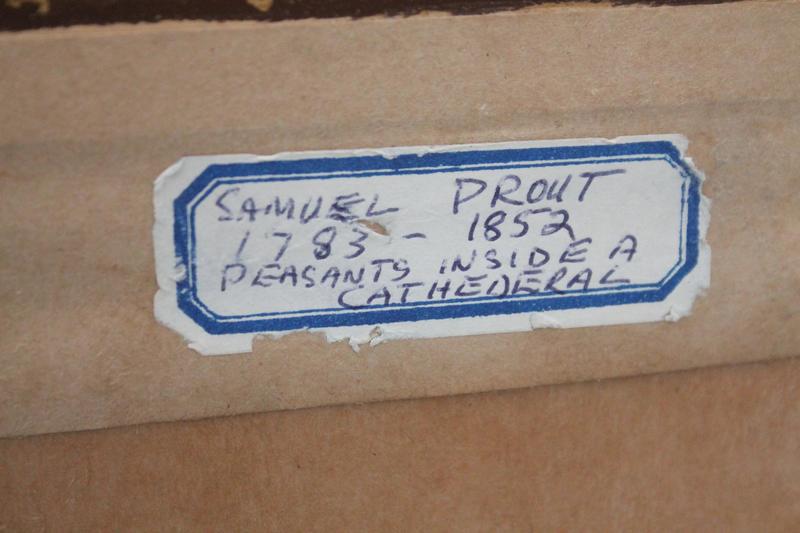 SAMUEL PROUT
1783 - 1852
PEASANTS INSIDE A
CATHEDERAL